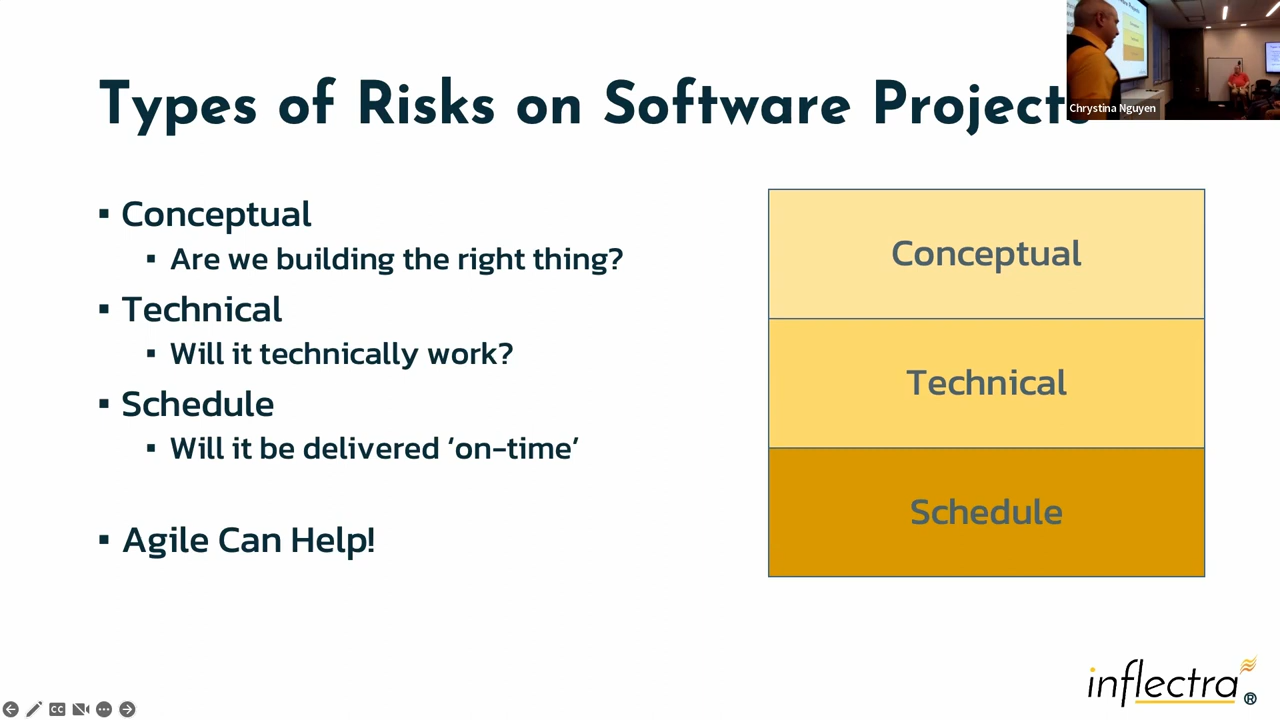 Types of Risks on Software Projects
Chrystina Nguyen
▪ Conceptual
▪ Are we building the right thing?
▪ Technical
▪ Will it technically work?
▪ Schedule
▪ Will it be delivered ‘on-time’
▪ Agile Can Help!
Conceptual
Technical
Schedule
inflectra®
CC